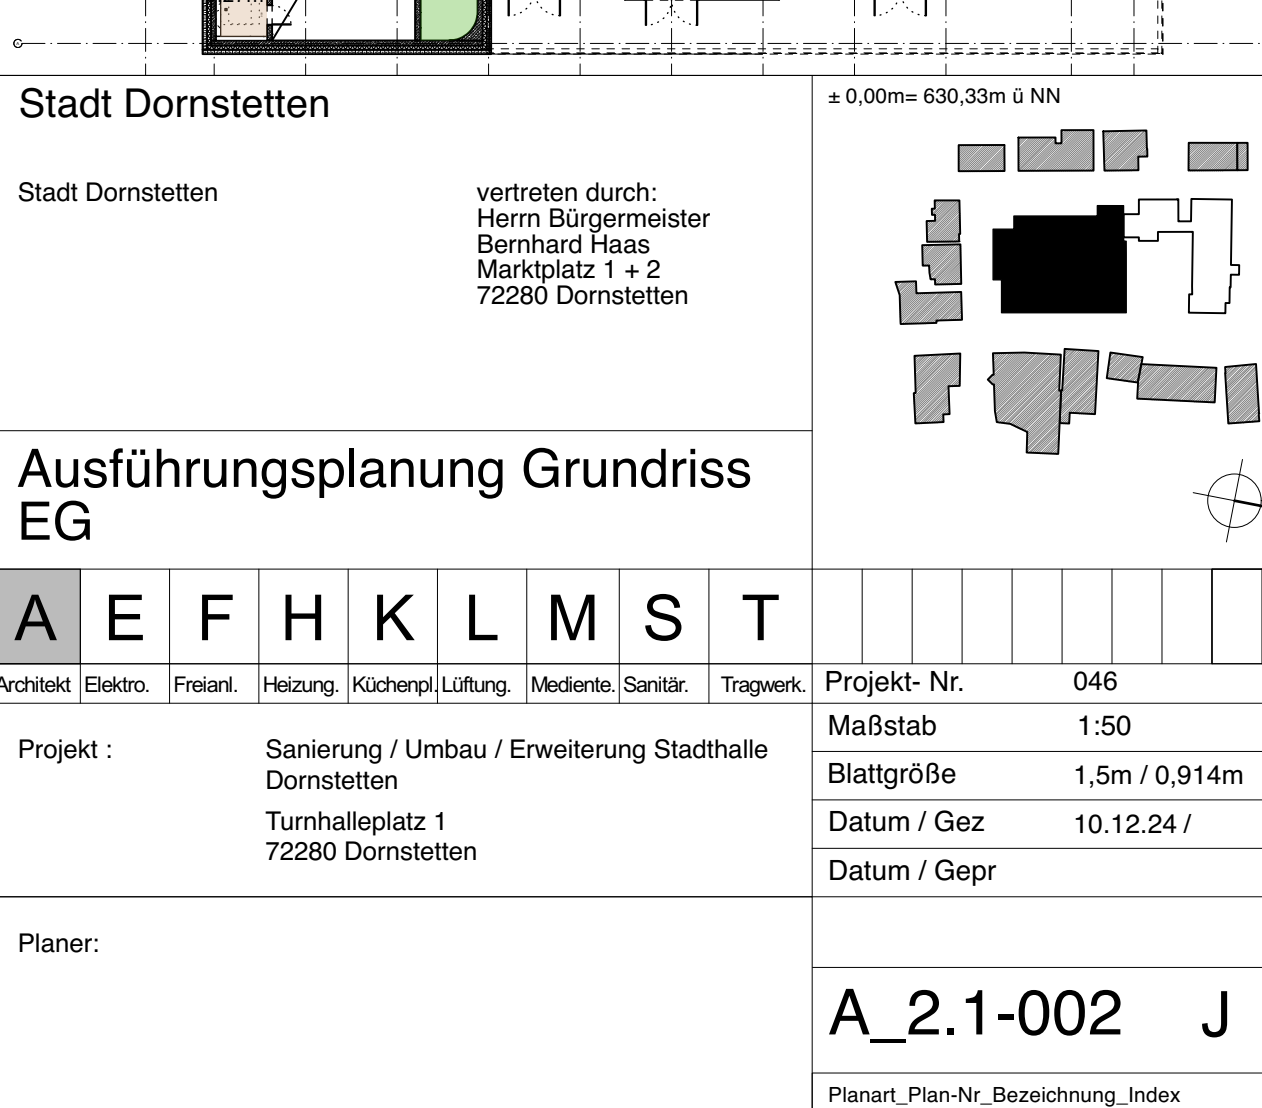 Stadt Dornstetten
± 0,00m= 630,33m ü NN
Stadt Dornstetten
vertreten durch:
Herrn Bürgermeister
Bernhard Haas
Marktplatz 1 + 2
72280 Dornstetten
Ausführungsplanung Grundriss
EG
A E F H K L M S T
Architekt Elektro. Freianl. Heizung. Küchenpl. Lüftung. Mediente. Sanitär. Tragwerk.
Projekt- Nr. 046
Maßstab 1:50
Blattgröße 1,5m / 0,914m
Datum / Gez 10.12.24 /
Datum / Gepr
Projekt :
Sanierung / Umbau / Erweiterung Stadthalle
Dornstetten
Turnhalleplatz 1
72280 Dornstetten
Planer:
A_2.1-002 J
Planart_Plan-Nr_Bezeichnung_Index